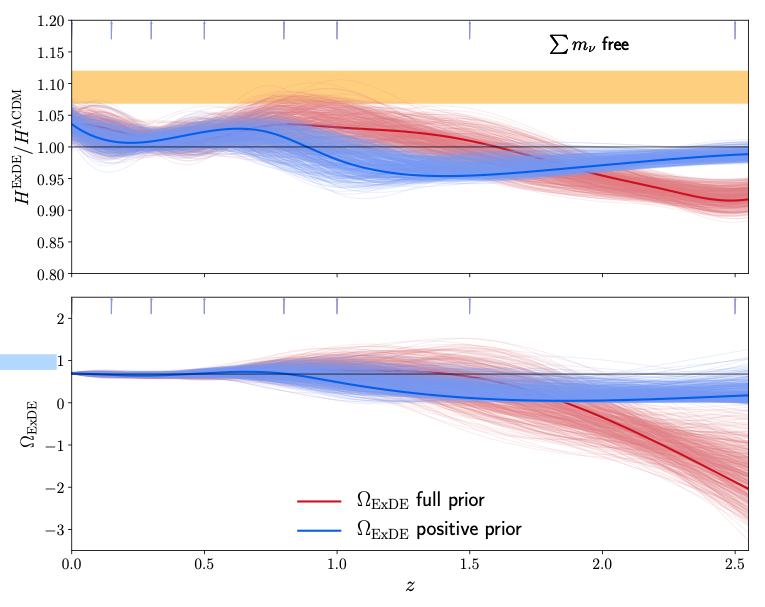 1.20
1.15
1.10
1.05
1.00
0.95
0.90
0.85
0.80
H^ExDE/H^ΛCDM
∑ m_ν free
2
1
0
−1
−2
−3
Ω_ExDE
Ω_ExDE full prior
Ω_ExDE positive prior
0.0 0.5 1.0 1.5 2.0 2.5
z